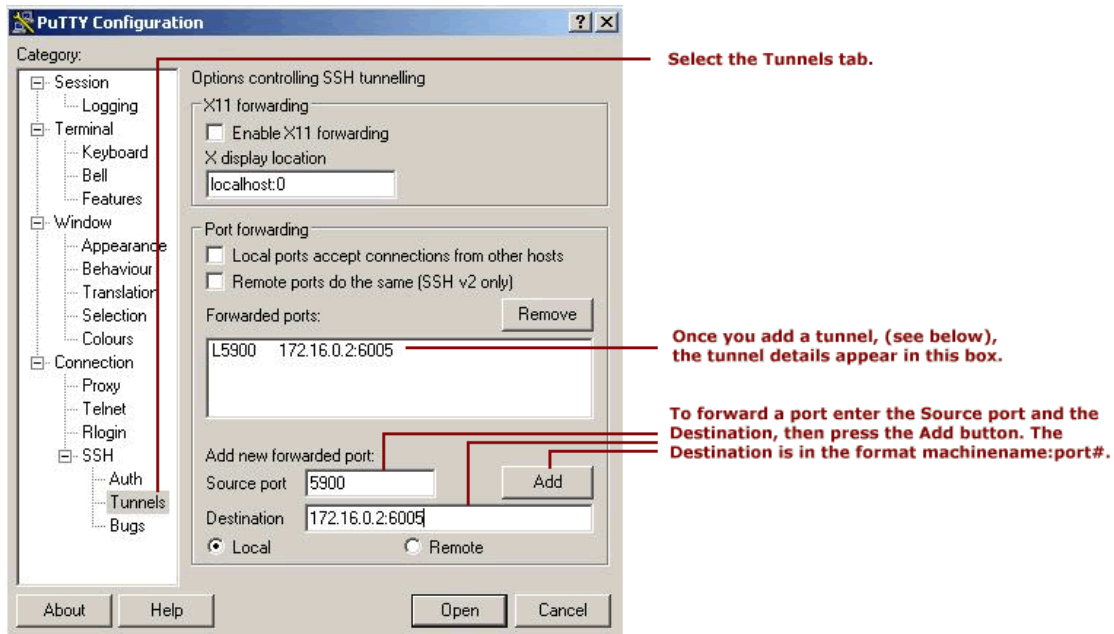 PuTTY Configuration
Category:
Session
Logging
Terminal
Keyboard
Bell
Features
Window
Appearance
Behaviour
Translation
Selection
Colours
Connection
Proxy
Telnet
Rlogin
SSH
Auth
Tunnels
Bugs
Options controlling SSH tunnelling
X11 forwarding
Enable X11 forwarding
X display location
localhost:0
Port forwarding
Local ports accept connections from other hosts
Remote ports do the same (SSH v2 only)
Forwarded ports:
Remove
L5900 172.16.0.2:6005
Add new forwarded port:
Source port 5900
Add
Destination 172.16.0.2:6005
Local Remote
About Help Open Cancel
Select the Tunnels tab.
Once you add a tunnel, (see below),
the tunnel details appear in this box.
To forward a port enter the Source port and the
Destination, then press the Add button. The
Destination is in the format machinename:port#.